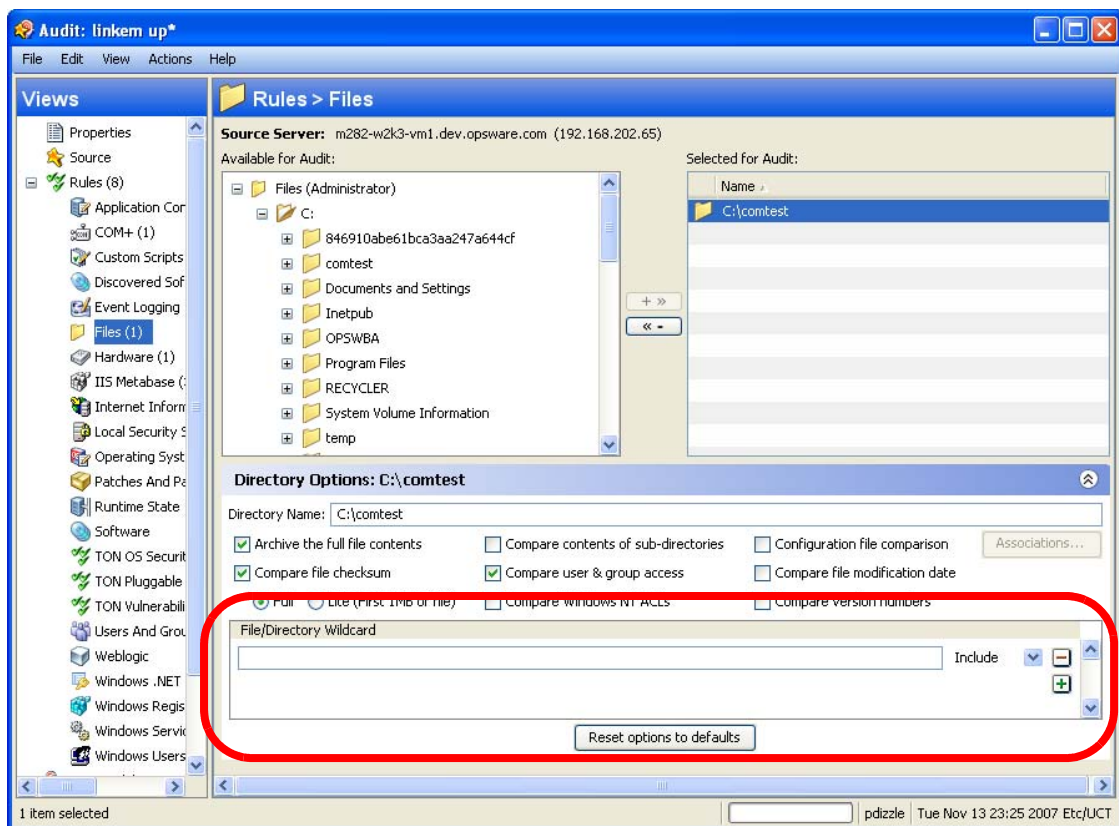 Audit: linkem up*
File Edit View Actions Help
Views
Properties
Source
Rules (8)
Application Cor
COM+ (1)
Custom Scripts
Discovered Sof
Event Logging
Files (1)
Hardware (1)
IIS Metabase (
Internet Inform
Local Security S
Operating Syst
Patches And Pa
Runtime State
Software
TON OS Securit
TON Pluggable
TON Vulnerabili
Users And Grou
Weblogic
Windows .NET
Windows Regis
Windows Servic
Windows Users
1 item selected
Rules > Files
Source Server: m282-w2k3-vm1.dev.opsware.com (192.168.202.65)
Available for Audit:
Files (Administrator)
C:
846910abe61bca3aa247a644cf
comtest
Documents and Settings
Inetpub
OPSWBA
Program Files
RECYCLER
System Volume Information
temp
+ »
« -
Selected for Audit:
Name
C:\comtest
Directory Options: C:\comtest
Directory Name: C:\comtest
Archive the full file contents Compare contents of sub-directories Configuration file comparison Associations...
Compare file checksum Compare user & group access Compare file modification date
Full Lite (First 1MB of file) Compare Windows NT ACLs Compare version numbers
File/Directory Wildcard
Include
Reset options to defaults
pdizzle Tue Nov 13 23:25 2007 Etc/UCT